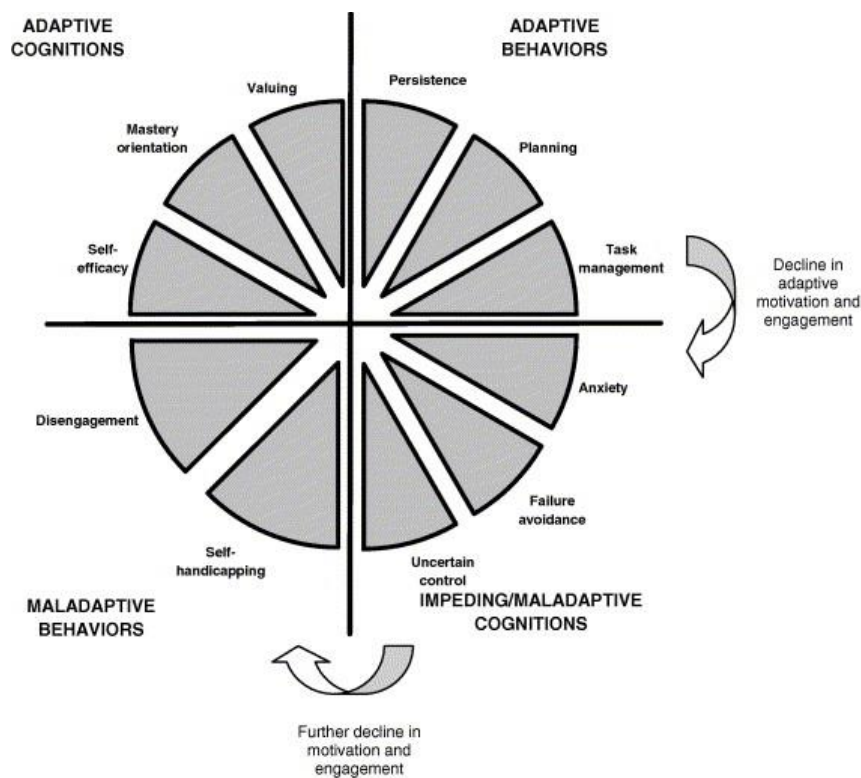 ADAPTIVE
COGNITIONS
ADAPTIVE
BEHAVIORS
Valuing
Persistence
Mastery
orientation
Planning
Self-
efficacy
Task
management
Decline in
adaptive
motivation and
engagement
Disengagement
Anxiety
Failure
avoidance
Self-
handicapping
Uncertain
control
MALADAPTIVE
BEHAVIORS
IMPEDING/MALADAPTIVE
COGNITIONS
Further decline in
motivation and
engagement